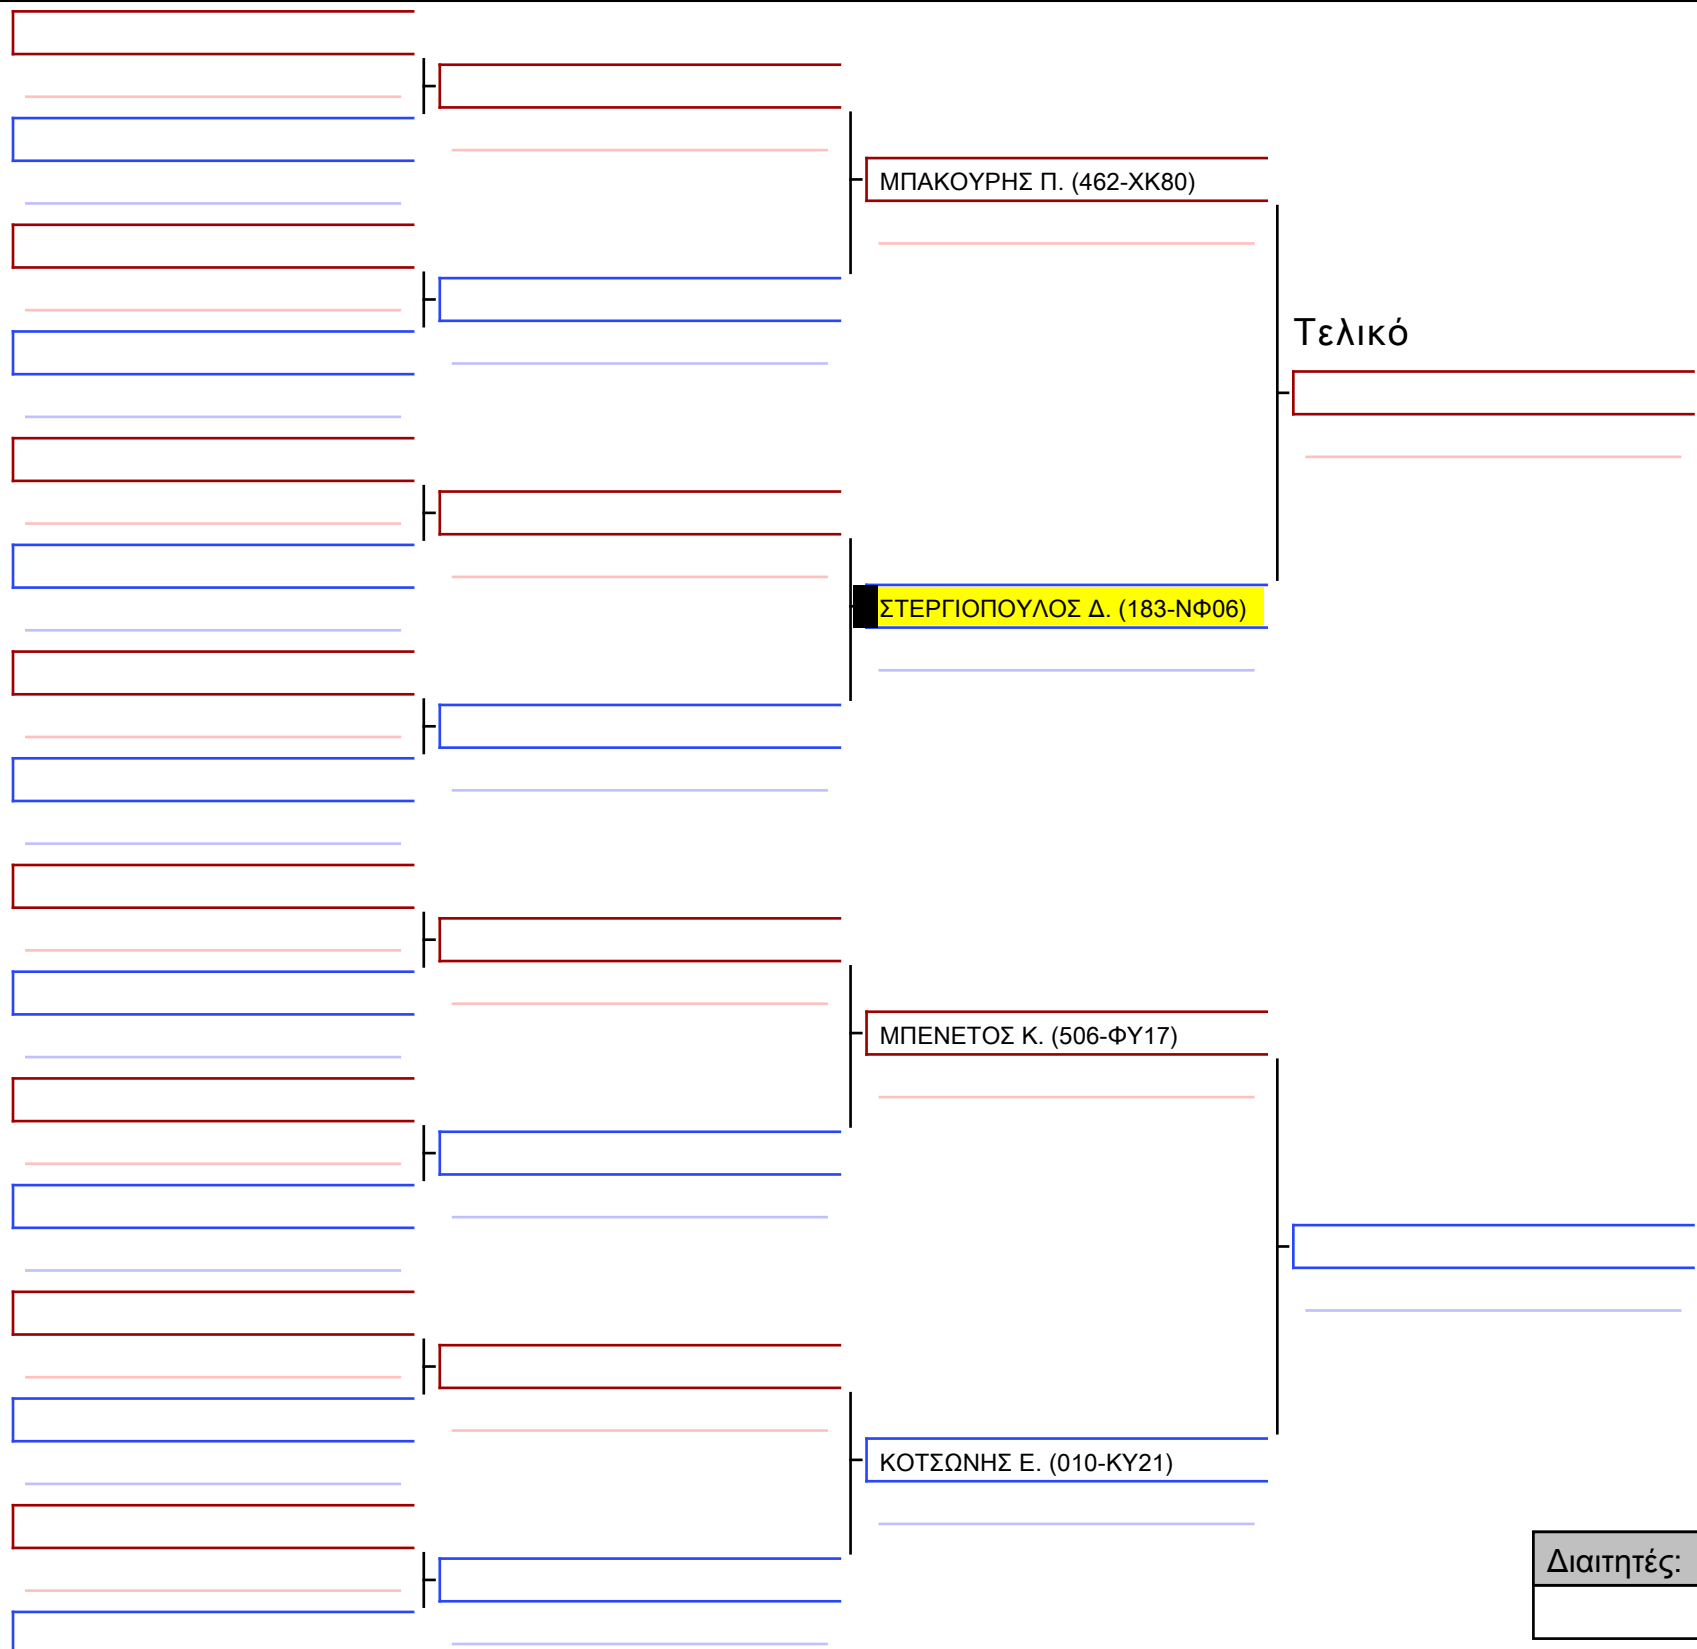 ΜΠΑΚΟΥΡΗΣ Π. (462-ΧΚ80)
Τελικό
ΣΤΕΡΓΙΟΠΟΥΛΟΣ Δ. (183-ΝΦ06)
ΜΠΕΝΕΤΟΣ Κ. (506-ΦΥ17)
ΚΟΤΣΩΝΗΣ Ε. (010-ΚΥ21)
Διαιτητές: